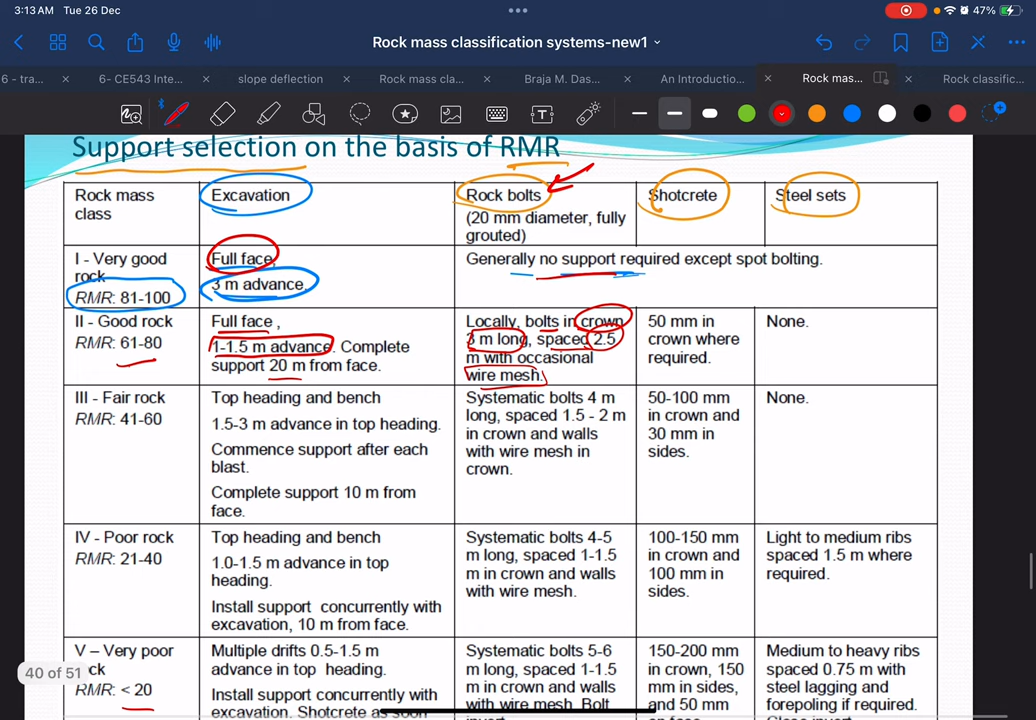 3:13 AM Tue 26 Dec
47%
Rock mass classification systems-new1
6 - tra...
6- CE543 Inte...
slope deflection
Rock mass cla...
Braja M. Das...
An Introductio...
Rock mas...
Rock classific...
Support selection on the basis of RMR
Rock mass
class
Excavation
Rock bolts
(20 mm diameter, fully
grouted)
Shotcrete
Steel sets
I - Very good
rock
RMR: 81-100
Full face,
3 m advance.
Generally no support required except spot bolting.
II - Good rock
RMR: 61-80
Full face ,
1-1.5 m advance. Complete
support 20 m from face.
Locally, bolts in crown
3 m long, spaced 2.5
m with occasional
wire mesh.
50 mm in
crown where
required.
None.
III - Fair rock
RMR: 41-60
Top heading and bench
1.5-3 m advance in top heading.
Commence support after each
blast.
Complete support 10 m from
face.
Systematic bolts 4 m
long, spaced 1.5 - 2 m
in crown and walls
with wire mesh in
crown.
50-100 mm
in crown and
30 mm in
sides.
None.
IV - Poor rock
RMR: 21-40
Top heading and bench
1.0-1.5 m advance in top
heading.
Install support concurrently with
excavation, 10 m from face.
Systematic bolts 4-5
m long, spaced 1-1.5
m in crown and walls
with wire mesh.
100-150 mm
in crown and
100 mm in
sides.
Light to medium ribs
spaced 1.5 m where
required.
V – Very poor
rock
RMR: < 20
Multiple drifts 0.5-1.5 m
advance in top heading.
Install support concurrently with
excavation. Shotcrete as soon
Systematic bolts 5-6
m long, spaced 1-1.5
m in crown and walls
with wire mesh. Bolt
150-200 mm
in crown, 150
mm in sides,
and 50 mm
Medium to heavy ribs
spaced 0.75 m with
steel lagging and
forepoling if required.
40 of 51